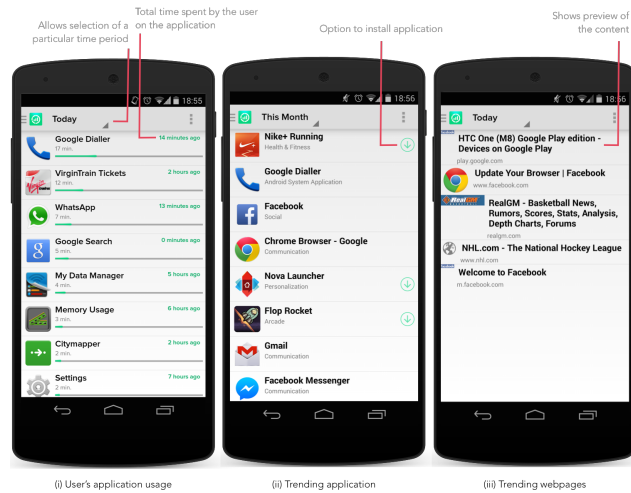 Total time spent by the user
on the application
Allows selection of a
particular time period
Option to install application
Shows preview of
the content
18:55
Today
Google Dialler
14 minutes ago
17 min.
VirginTrain Tickets
2 hours ago
12 min.
WhatsApp
13 minutes ago
7 min.
Google Search
0 minutes ago
5 min.
My Data Manager
5 hours ago
4 min.
Memory Usage
6 hours ago
3 min.
Citymapper
2 hours ago
2 min.
Settings
7 hours ago
2 min.
18:56
This Month
Nike+ Running
Health & Fitness
Google Dialler
Android System Application
Facebook
Social
Chrome Browser - Google
Communication
Nova Launcher
Personalization
Flop Rocket
Arcade
Gmail
Communication
Facebook Messenger
Communication
18:56
Today
HTC One (M8) Google Play edition -
Devices on Google Play
play.google.com
Update Your Browser | Facebook
www.facebook.com
RealGM
RealGM - Basketball News,
Rumors, Scores, Stats, Analysis,
Depth Charts, Forums
realgm.com
NHL.com - The National Hockey League
www.nhl.com
Welcome to Facebook
m.facebook.com
(i) User's application usage
(ii) Trending application
(iii) Trending webpages